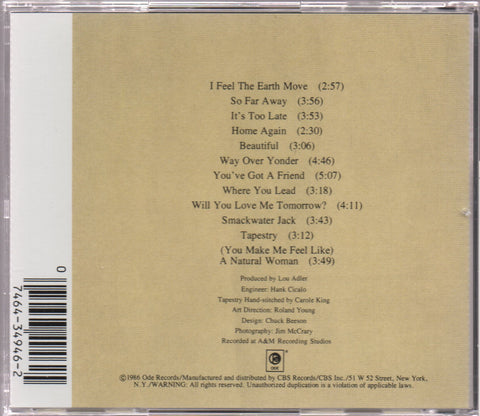 I Feel The Earth Move (2:57)
So Far Away (3:56)
It's Too Late (3:53)
Home Again (2:30)
Beautiful (3:06)
Way Over Yonder (4:46)
You've Got A Friend (5:07)
Where You Lead (3:18)
Will You Love Me Tomorrow? (4:11)
Smackwater Jack (3:43)
Tapestry (3:12)
(You Make Me Feel Like)
A Natural Woman (3:49)
Produced by Lou Adler
Engineer: Hank Cicalo
Tapestry Hand-stitched by Carole King
Art Direction: Roland Young
Design: Chuck Beeson
Photography: Jim McCrary
Recorded at A&M Recording Studios
ODE
®
©1986 Ode Records/Manufactured and distributed by CBS Records/CBS Inc./51 W 52 Street, New York,
N.Y./WARNING: All rights reserved. Unauthorized duplication is a violation of applicable laws.
0
7464-34946-2